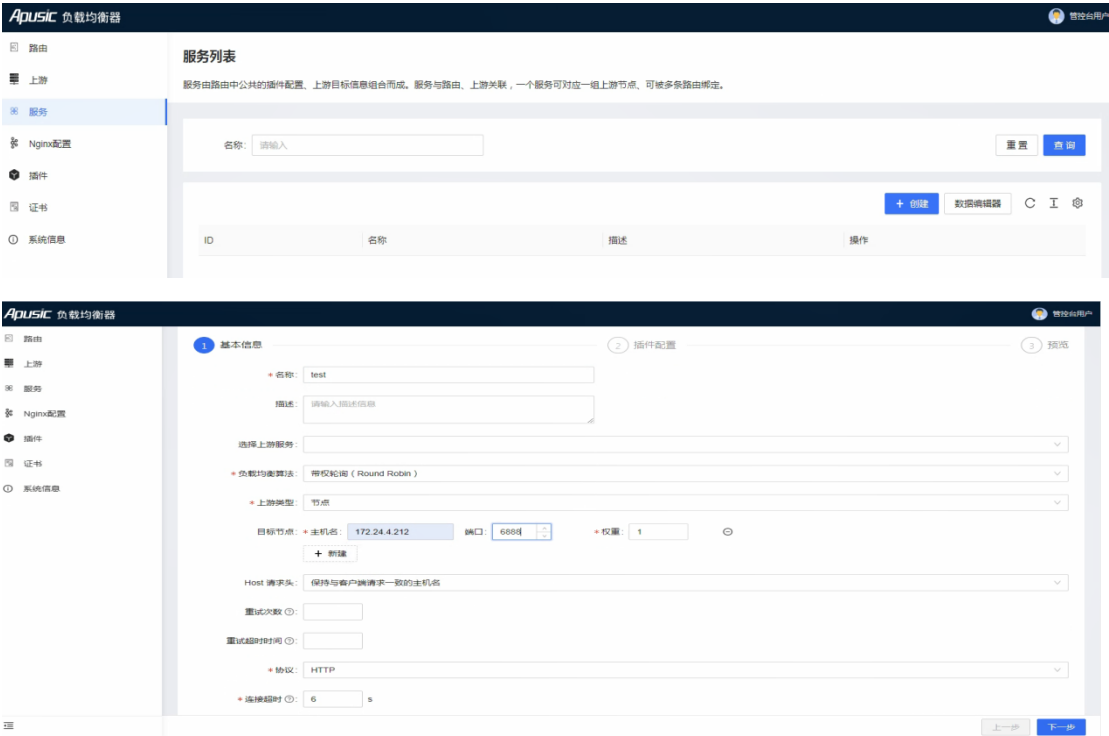 Apusic 负载均衡器 管控台用户
路由
上游
服务
Nginx配置
插件
证书
系统信息
服务列表
服务由路由中公共的插件配置、上游目标信息组合而成。服务与路由、上游关联，一个服务可对应一组上游节点、可被多条路由绑定。
名称: 请输入 重置 查询
+ 创建 数据编辑器
ID 名称 描述 操作
Apusic 负载均衡器 管控台用户
路由
上游
服务
Nginx配置
插件
证书
系统信息
1 基本信息 2 插件配置 3 预览
* 名称: test
描述: 请输入描述信息
选择上游服务:
* 负载均衡算法: 带权轮询 ( Round Robin )
* 上游类型: 节点
目标节点: * 主机名: 172.24.4.212 端口: 6888 * 权重: 1
+ 新建
Host 请求头: 保持与客户端请求一致的主机名
重试次数 ?:
重试超时时间 ?:
* 协议: HTTP
* 连接超时 ?: 6 s
上一步 下一步